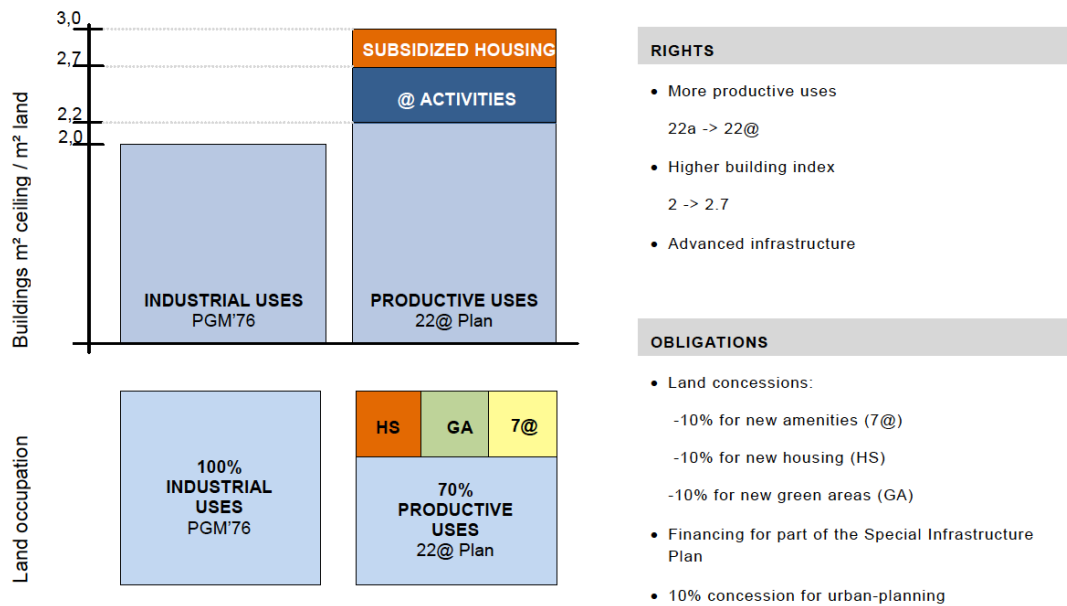 3,0
2,7
2,2
2,0
Buildings m² ceiling / m² land
SUBSIDIZED HOUSING
@ ACTIVITIES
INDUSTRIAL USES
PGM'76
PRODUCTIVE USES
22@ Plan
Land occupation
100%
INDUSTRIAL
USES
PGM'76
HS
GA
7@
70%
PRODUCTIVE
USES
22@ Plan
RIGHTS
• More productive uses
22a -> 22@
• Higher building index
2 -> 2.7
• Advanced infrastructure
OBLIGATIONS
• Land concessions:
-10% for new amenities (7@)
-10% for new housing (HS)
-10% for new green areas (GA)
• Financing for part of the Special Infrastructure
Plan
• 10% concession for urban-planning